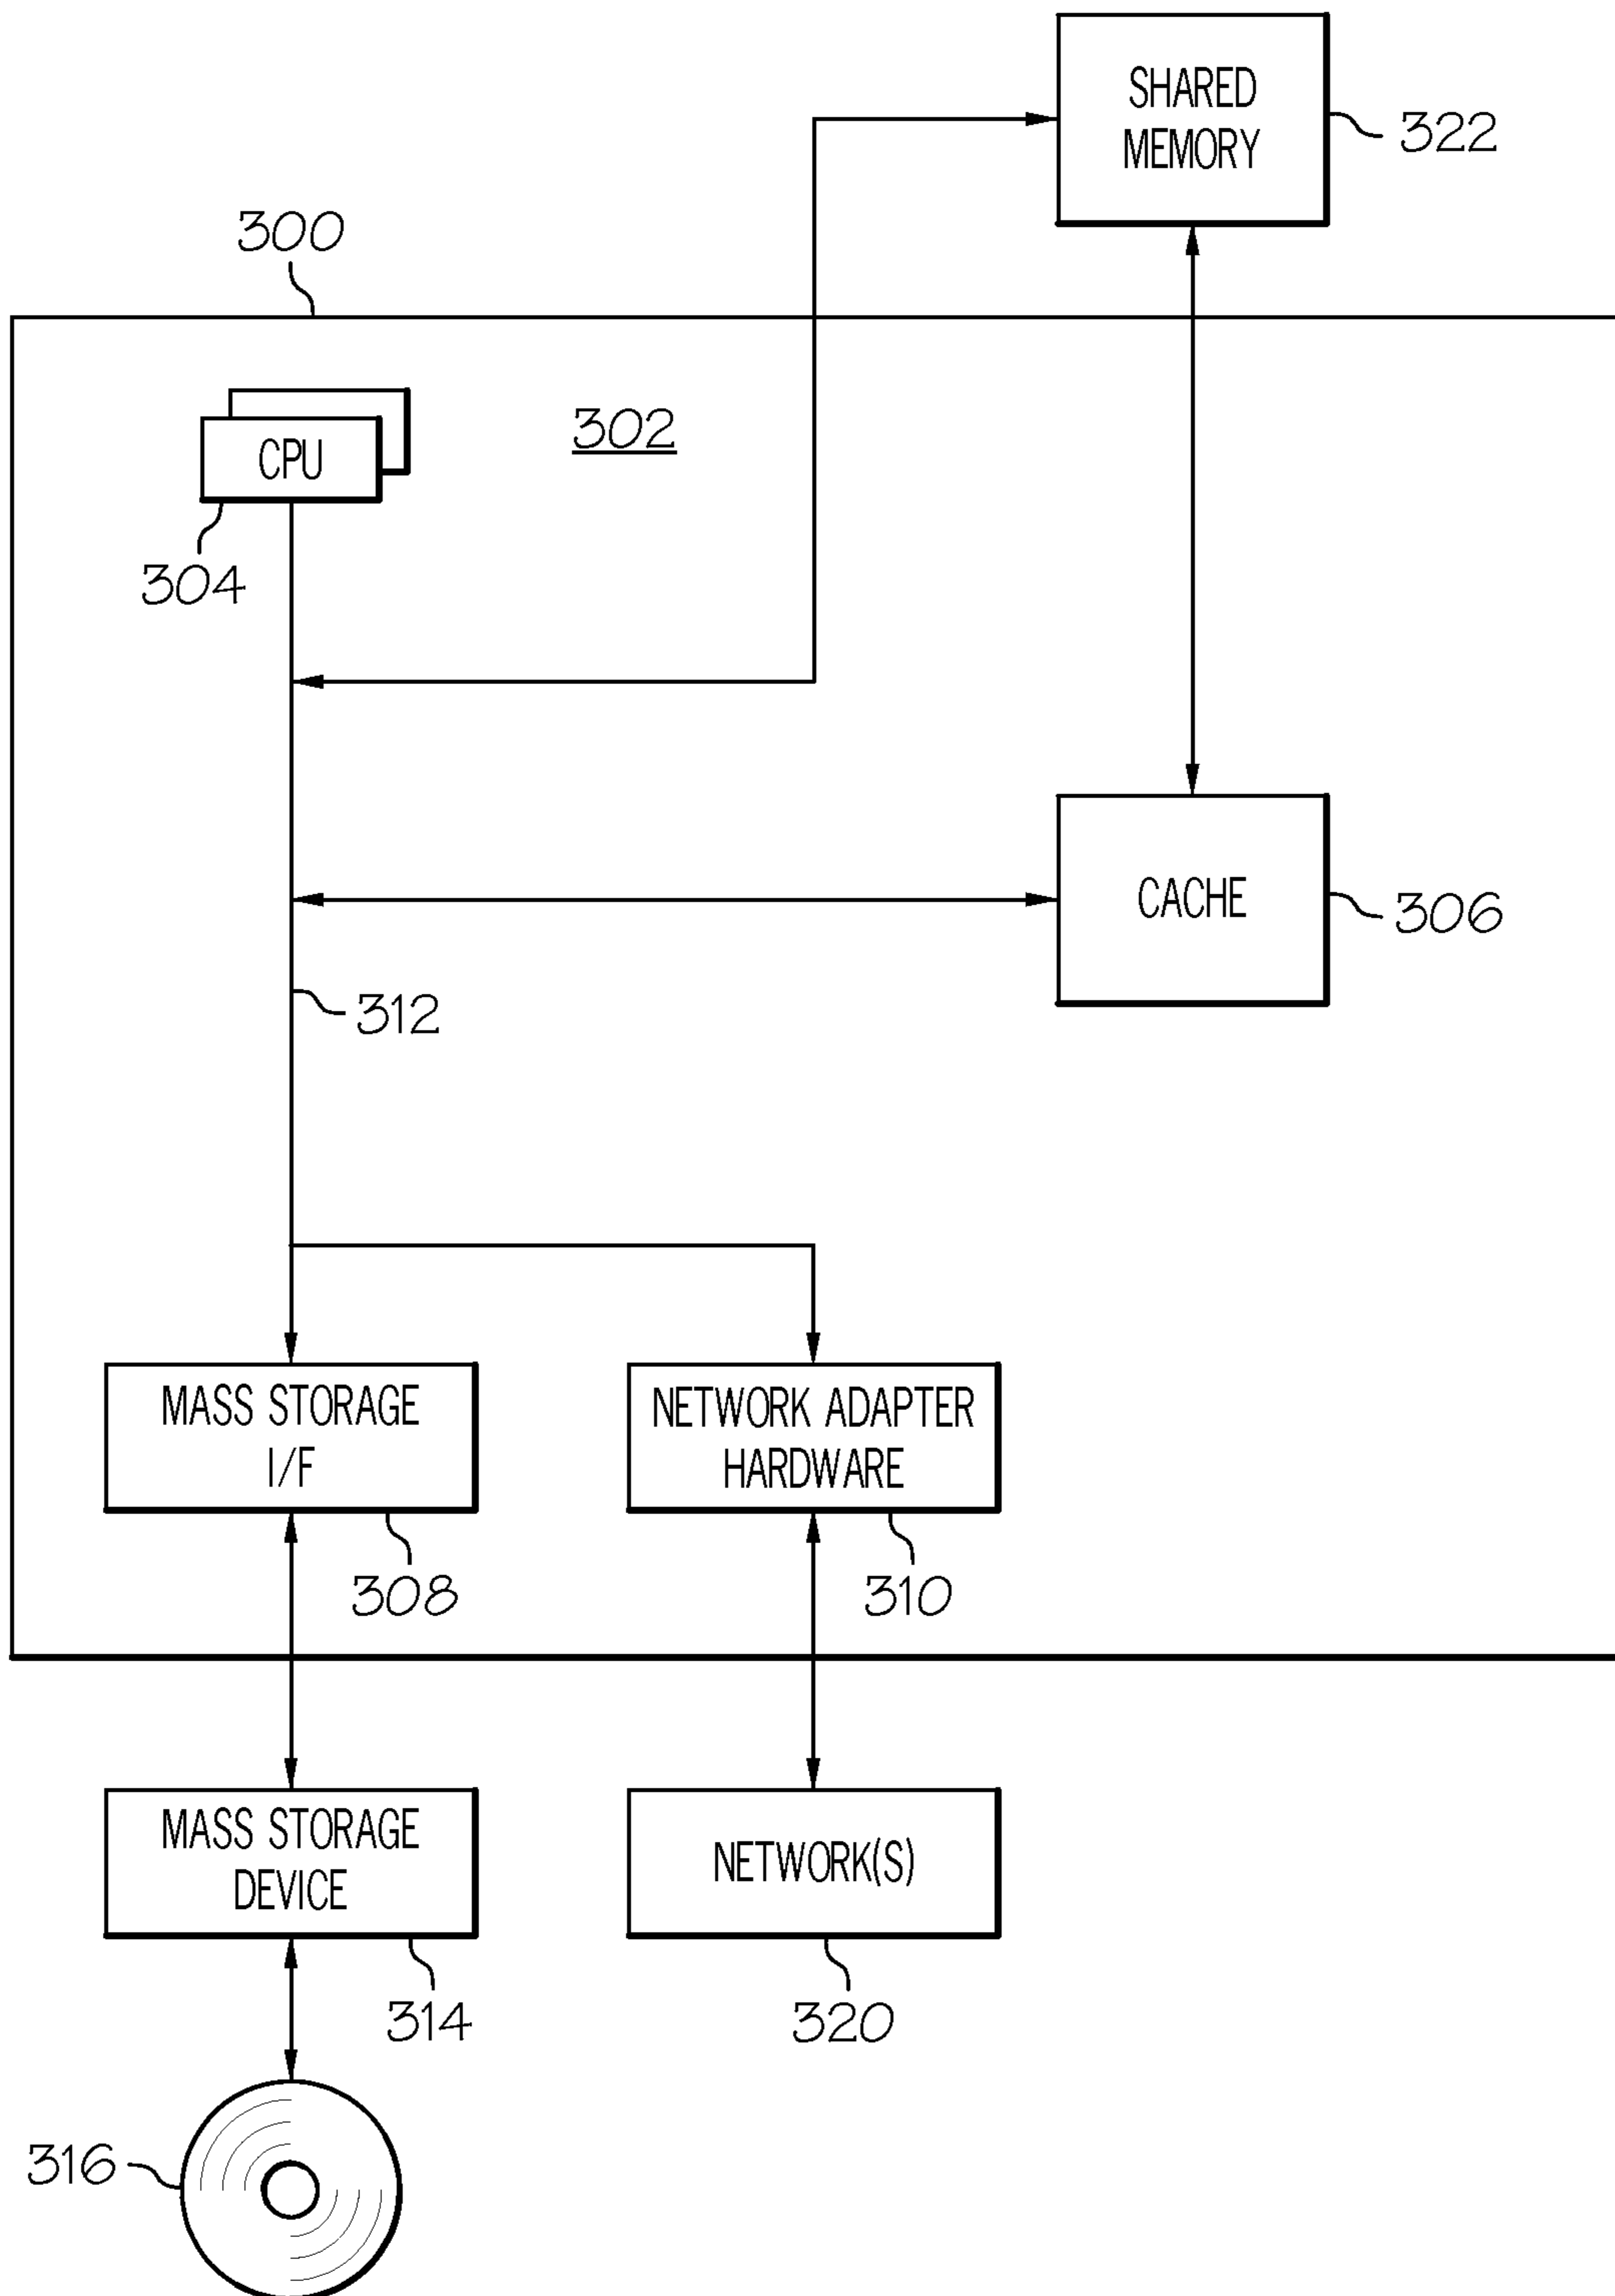 SHARED
MEMORY
322
300
302
CPU
304
CACHE
306
312
MASS STORAGE
I/F
NETWORK ADAPTER
HARDWARE
308
310
MASS STORAGE
DEVICE
NETWORK(S)
314
320
316